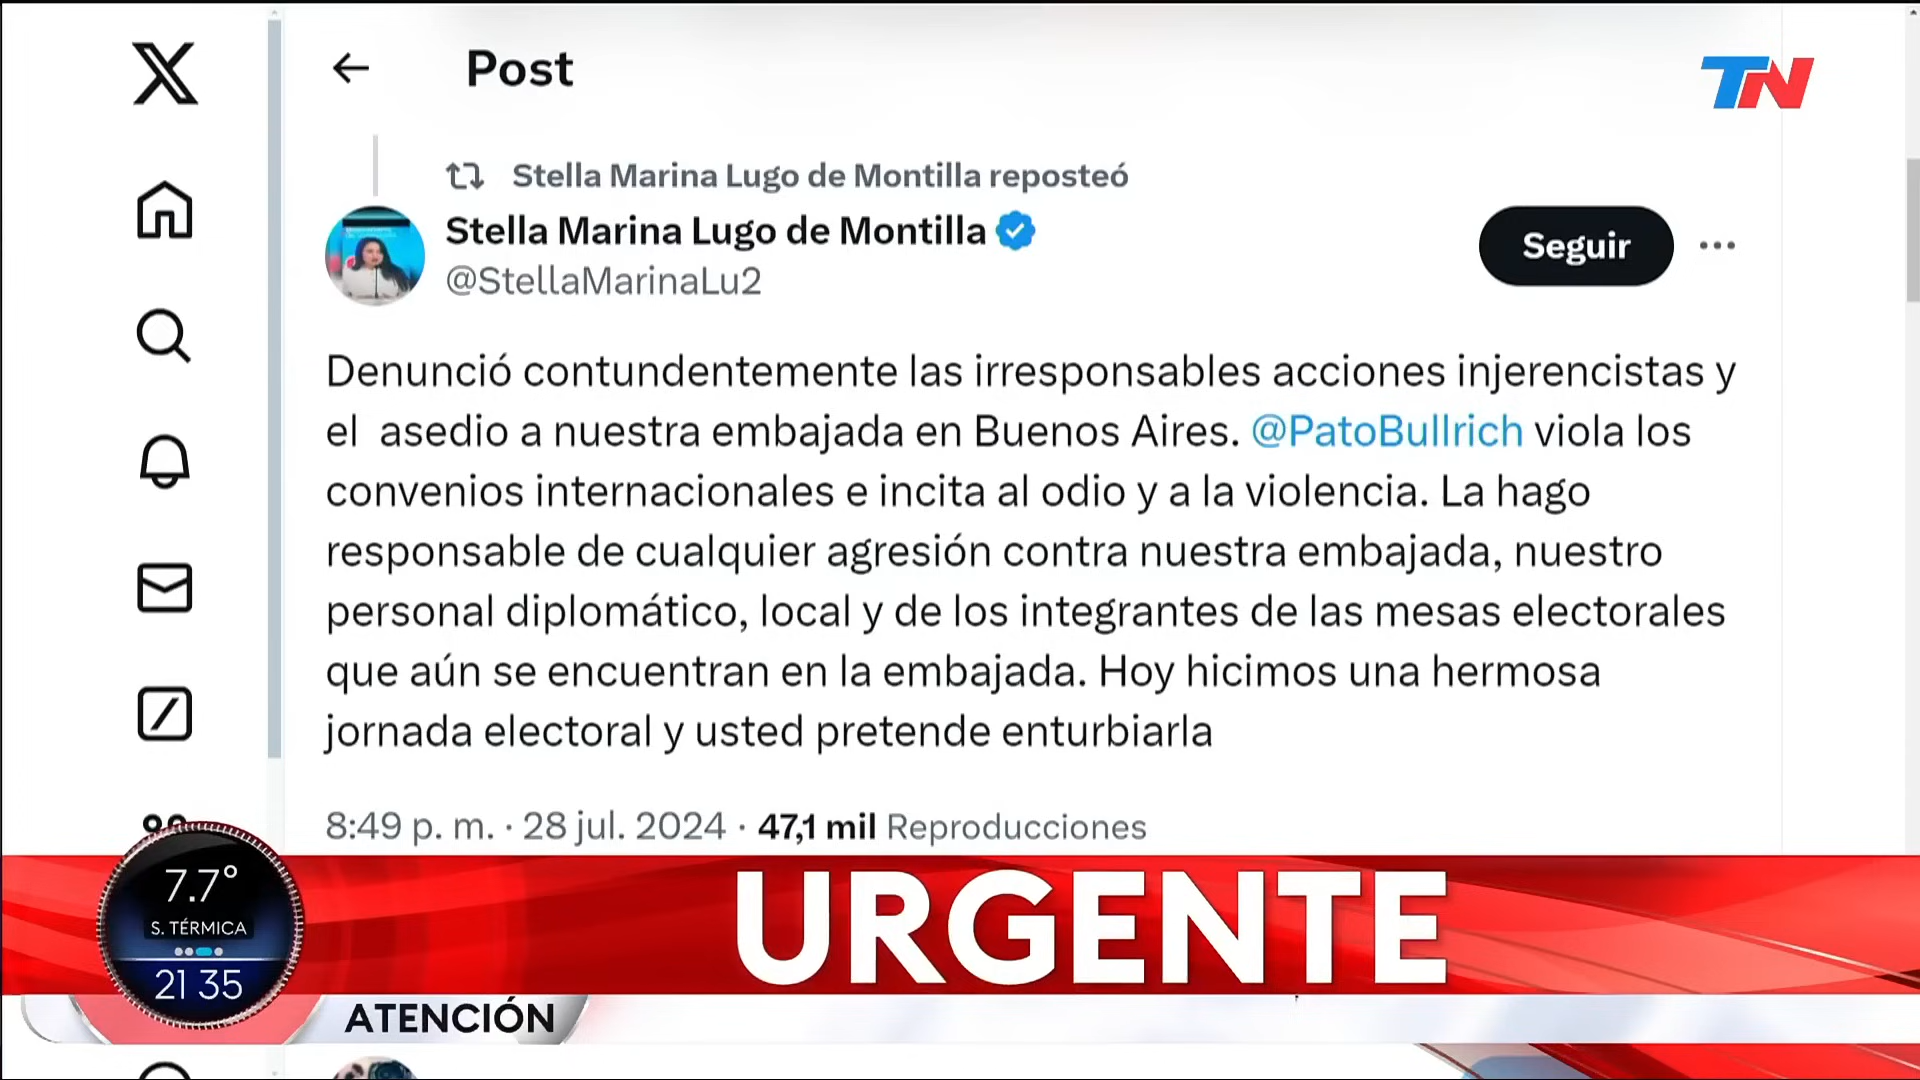 Post
TN
Stella Marina Lugo de Montilla reposteó
Stella Marina Lugo de Montilla
@StellaMarinaLu2
Seguir
Denunció contundentemente las irresponsables acciones injerencistas y
el  asedio a nuestra embajada en Buenos Aires. @PatoBullrich viola los
convenios internacionales e incita al odio y a la violencia. La hago
responsable de cualquier agresión contra nuestra embajada, nuestro
personal diplomático, local y de los integrantes de las mesas electorales
que aún se encuentran en la embajada. Hoy hicimos una hermosa
jornada electoral y usted pretende enturbiarla
8:49 p. m. · 28 jul. 2024 · 47,1 mil Reproducciones
7.7°
S. TÉRMICA
21 35
URGENTE
ATENCIÓN